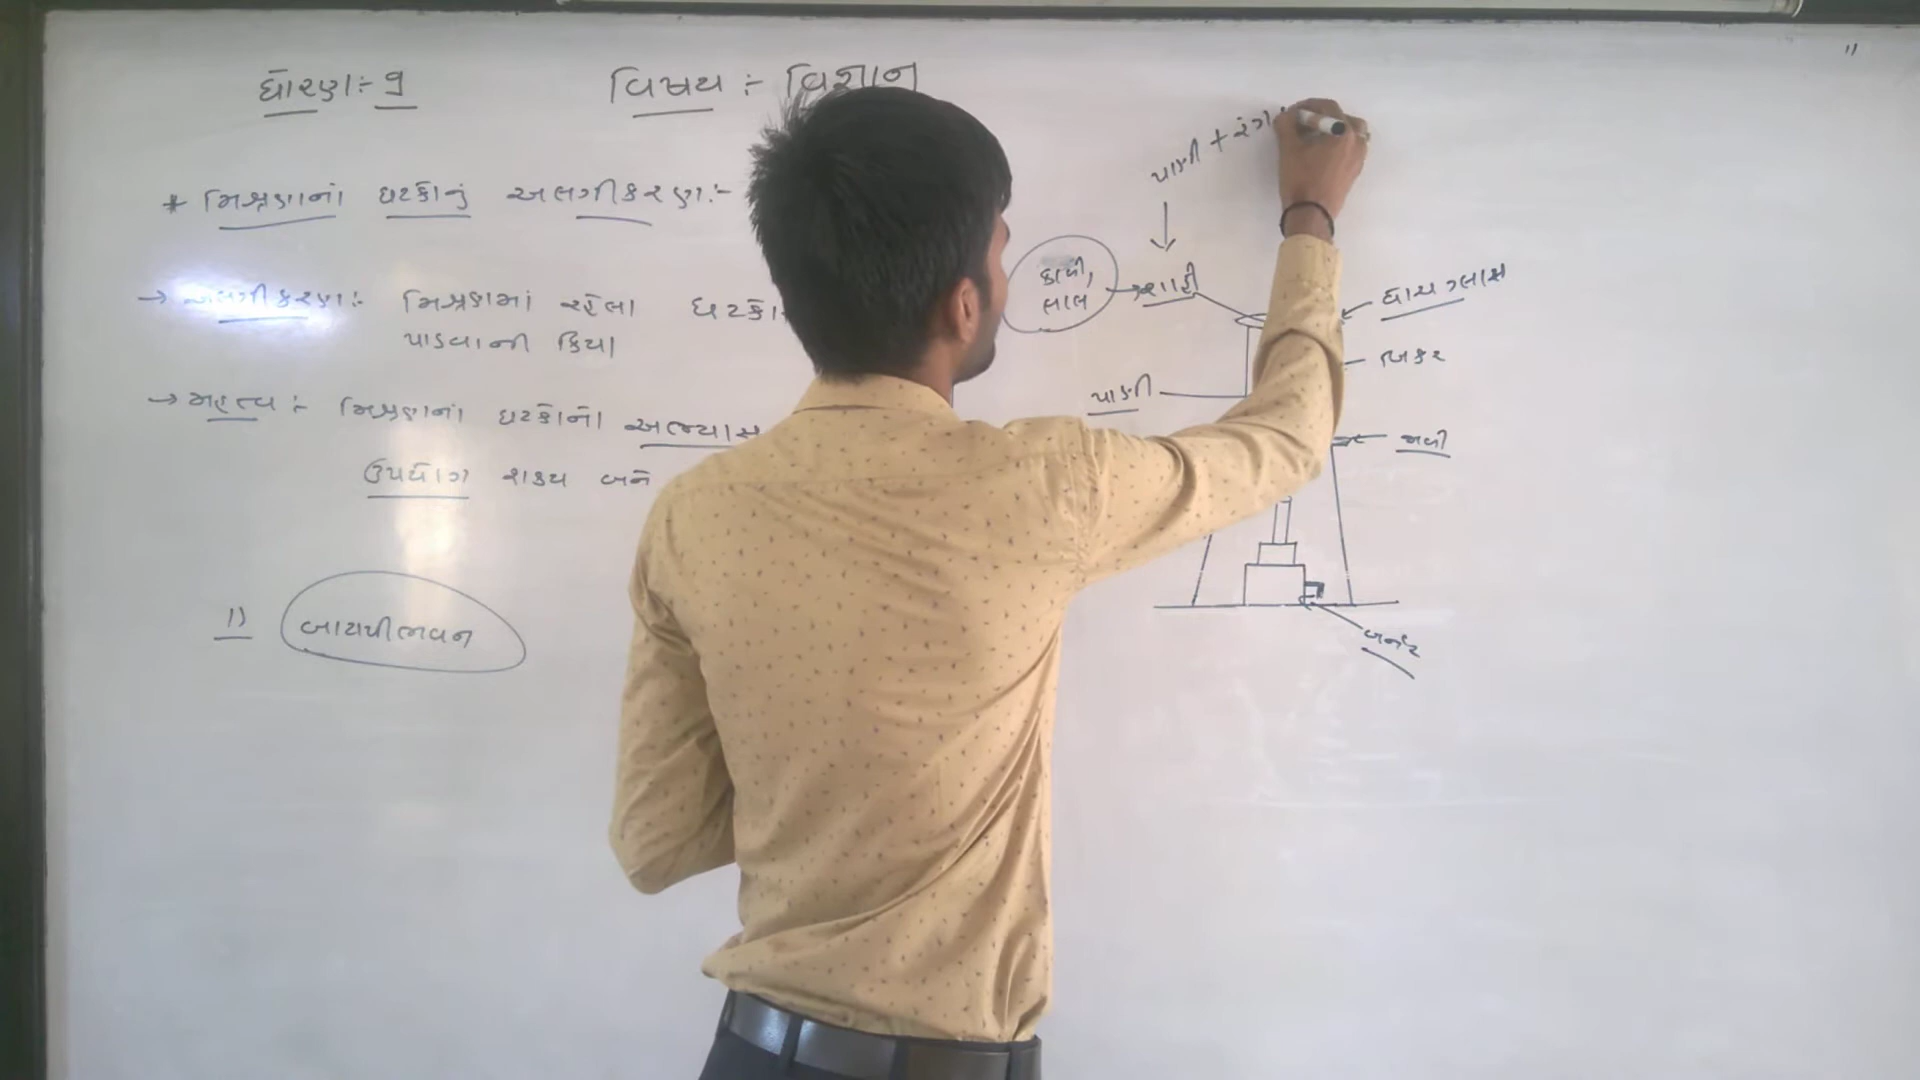 ધોરણ:- 9
વિષય :- વિજ્ઞાન
* મિશ્રણનાં ઘટકોનું અલગીકરણ:-
→ અલગીકરણ:- મિશ્રણમાં રહેલા
પાડવાની ક્રિયા
→ મહત્વ :- મિશ્રણનાં ઘટકોનો અભ્યાસ
ઉપયોગ શક્ય બને
1) બાષ્પીભવન
પાણી +
↓
કાળી,
લાલ
→ શાહી
વાચ ગ્લાસ
બીકર
પાણી
જાળી
બર્નર